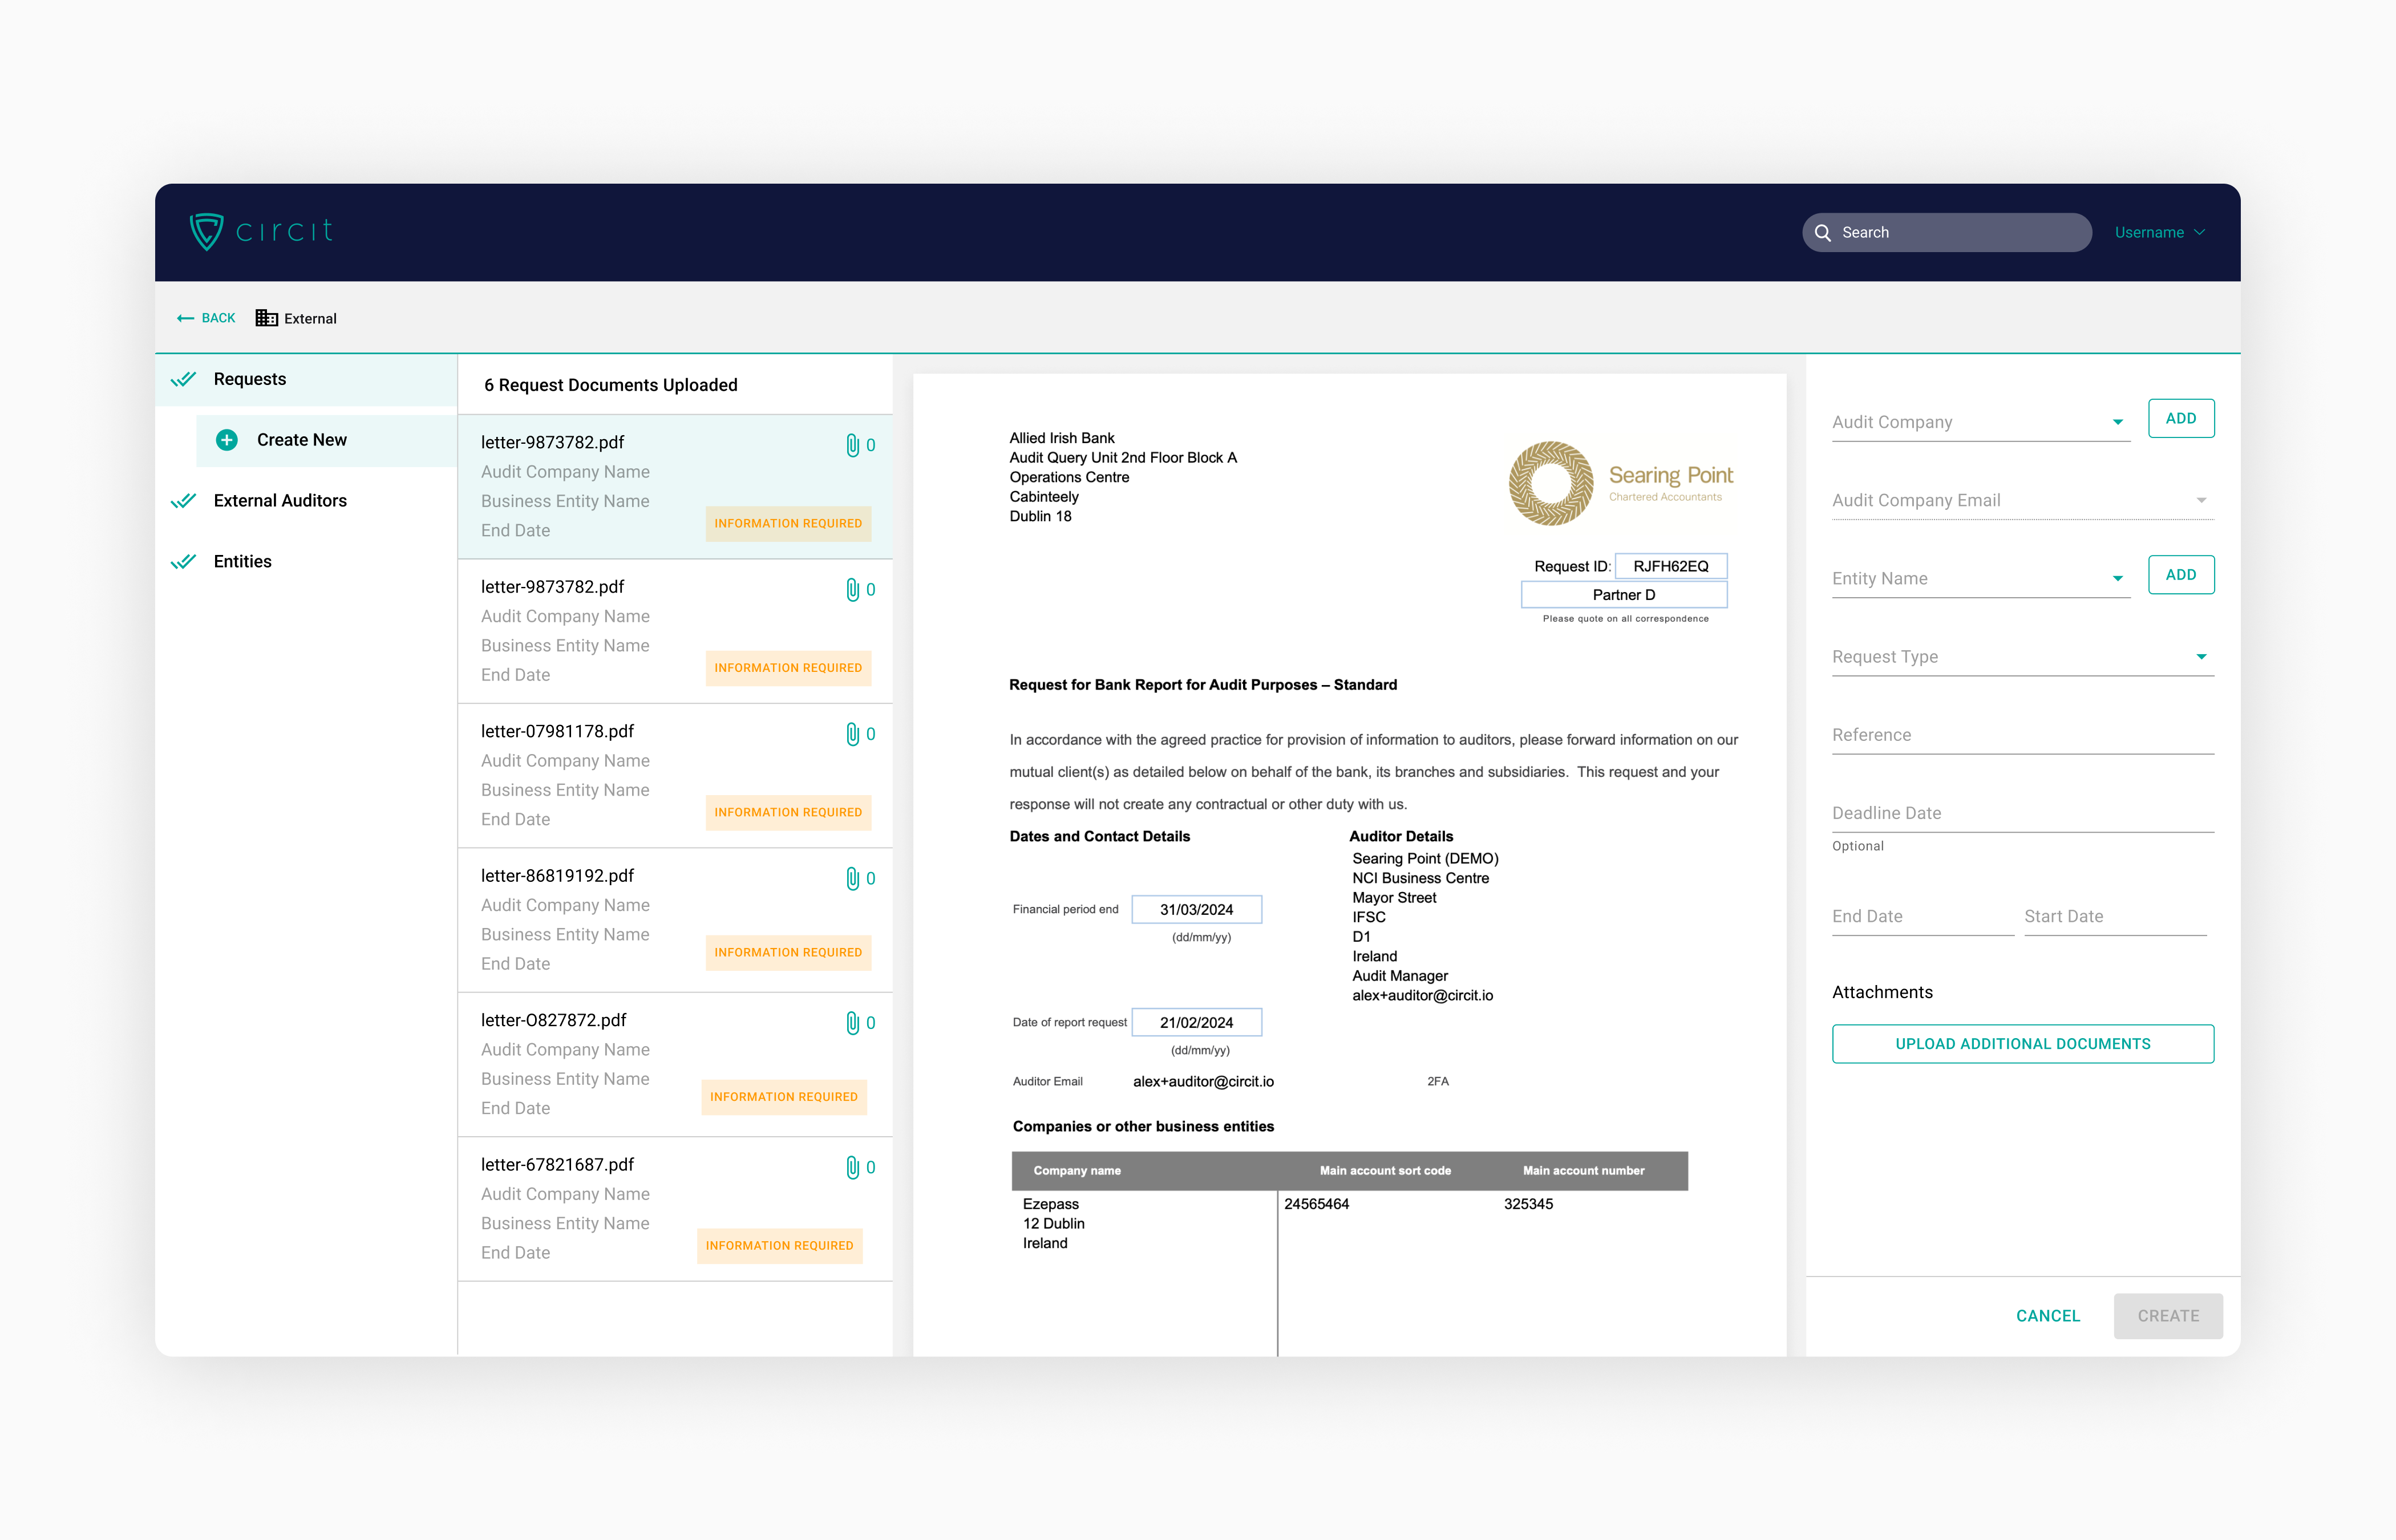 circit
Search
Username
BACK
External
Requests
Create New
External Auditors
Entities
6 Request Documents Uploaded
letter-9873782.pdf
0
Audit Company Name
Business Entity Name
End Date
INFORMATION REQUIRED
letter-9873782.pdf
0
Audit Company Name
Business Entity Name
End Date
INFORMATION REQUIRED
letter-07981178.pdf
0
Audit Company Name
Business Entity Name
End Date
INFORMATION REQUIRED
letter-86819192.pdf
0
Audit Company Name
Business Entity Name
End Date
INFORMATION REQUIRED
letter-O827872.pdf
0
Audit Company Name
Business Entity Name
End Date
INFORMATION REQUIRED
letter-67821687.pdf
0
Audit Company Name
Business Entity Name
End Date
INFORMATION REQUIRED
Allied Irish Bank
Audit Query Unit 2nd Floor Block A
Operations Centre
Cabinteely
Dublin 18
Searing Point
Chartered Accountants
Request ID: RJFH62EQ
Partner D
Please quote on all correspondence
Request for Bank Report for Audit Purposes – Standard
In accordance with the agreed practice for provision of information to auditors, please forward information on our
mutual client(s) as detailed below on behalf of the bank, its branches and subsidiaries. This request and your
response will not create any contractual or other duty with us.
Dates and Contact Details
Financial period end 31/03/2024
(dd/mm/yy)
Date of report request 21/02/2024
(dd/mm/yy)
Auditor Details
Searing Point (DEMO)
NCI Business Centre
Mayor Street
IFSC
D1
Ireland
Audit Manager
alex+auditor@circit.io
Auditor Email alex+auditor@circit.io 2FA
Companies or other business entities
Company name Main account sort code Main account number
Ezepass 24565464 325345
12 Dublin
Ireland
Audit Company
ADD
Audit Company Email
Entity Name
ADD
Request Type
Reference
Deadline Date
Optional
End Date Start Date
Attachments
UPLOAD ADDITIONAL DOCUMENTS
CANCEL CREATE